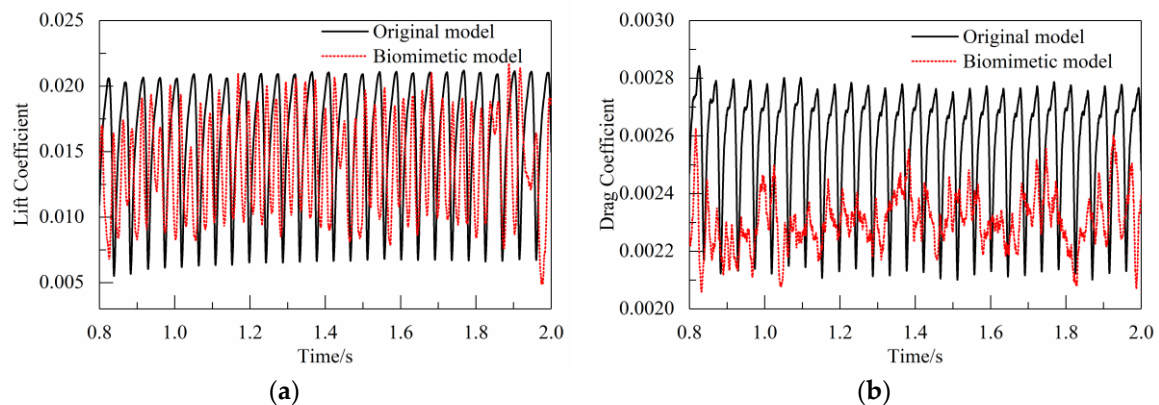 0.025
0.020
0.015
0.010
0.005
Lift Coefficient
Original model
Biomimetic model
0.8 1.0 1.2 1.4 1.6 1.8 2.0
Time/s
(a)
0.0030
0.0028
0.0026
0.0024
0.0022
0.0020
Drag Coefficient
Original model
Biomimetic model
0.8 1.0 1.2 1.4 1.6 1.8 2.0
Time/s
(b)